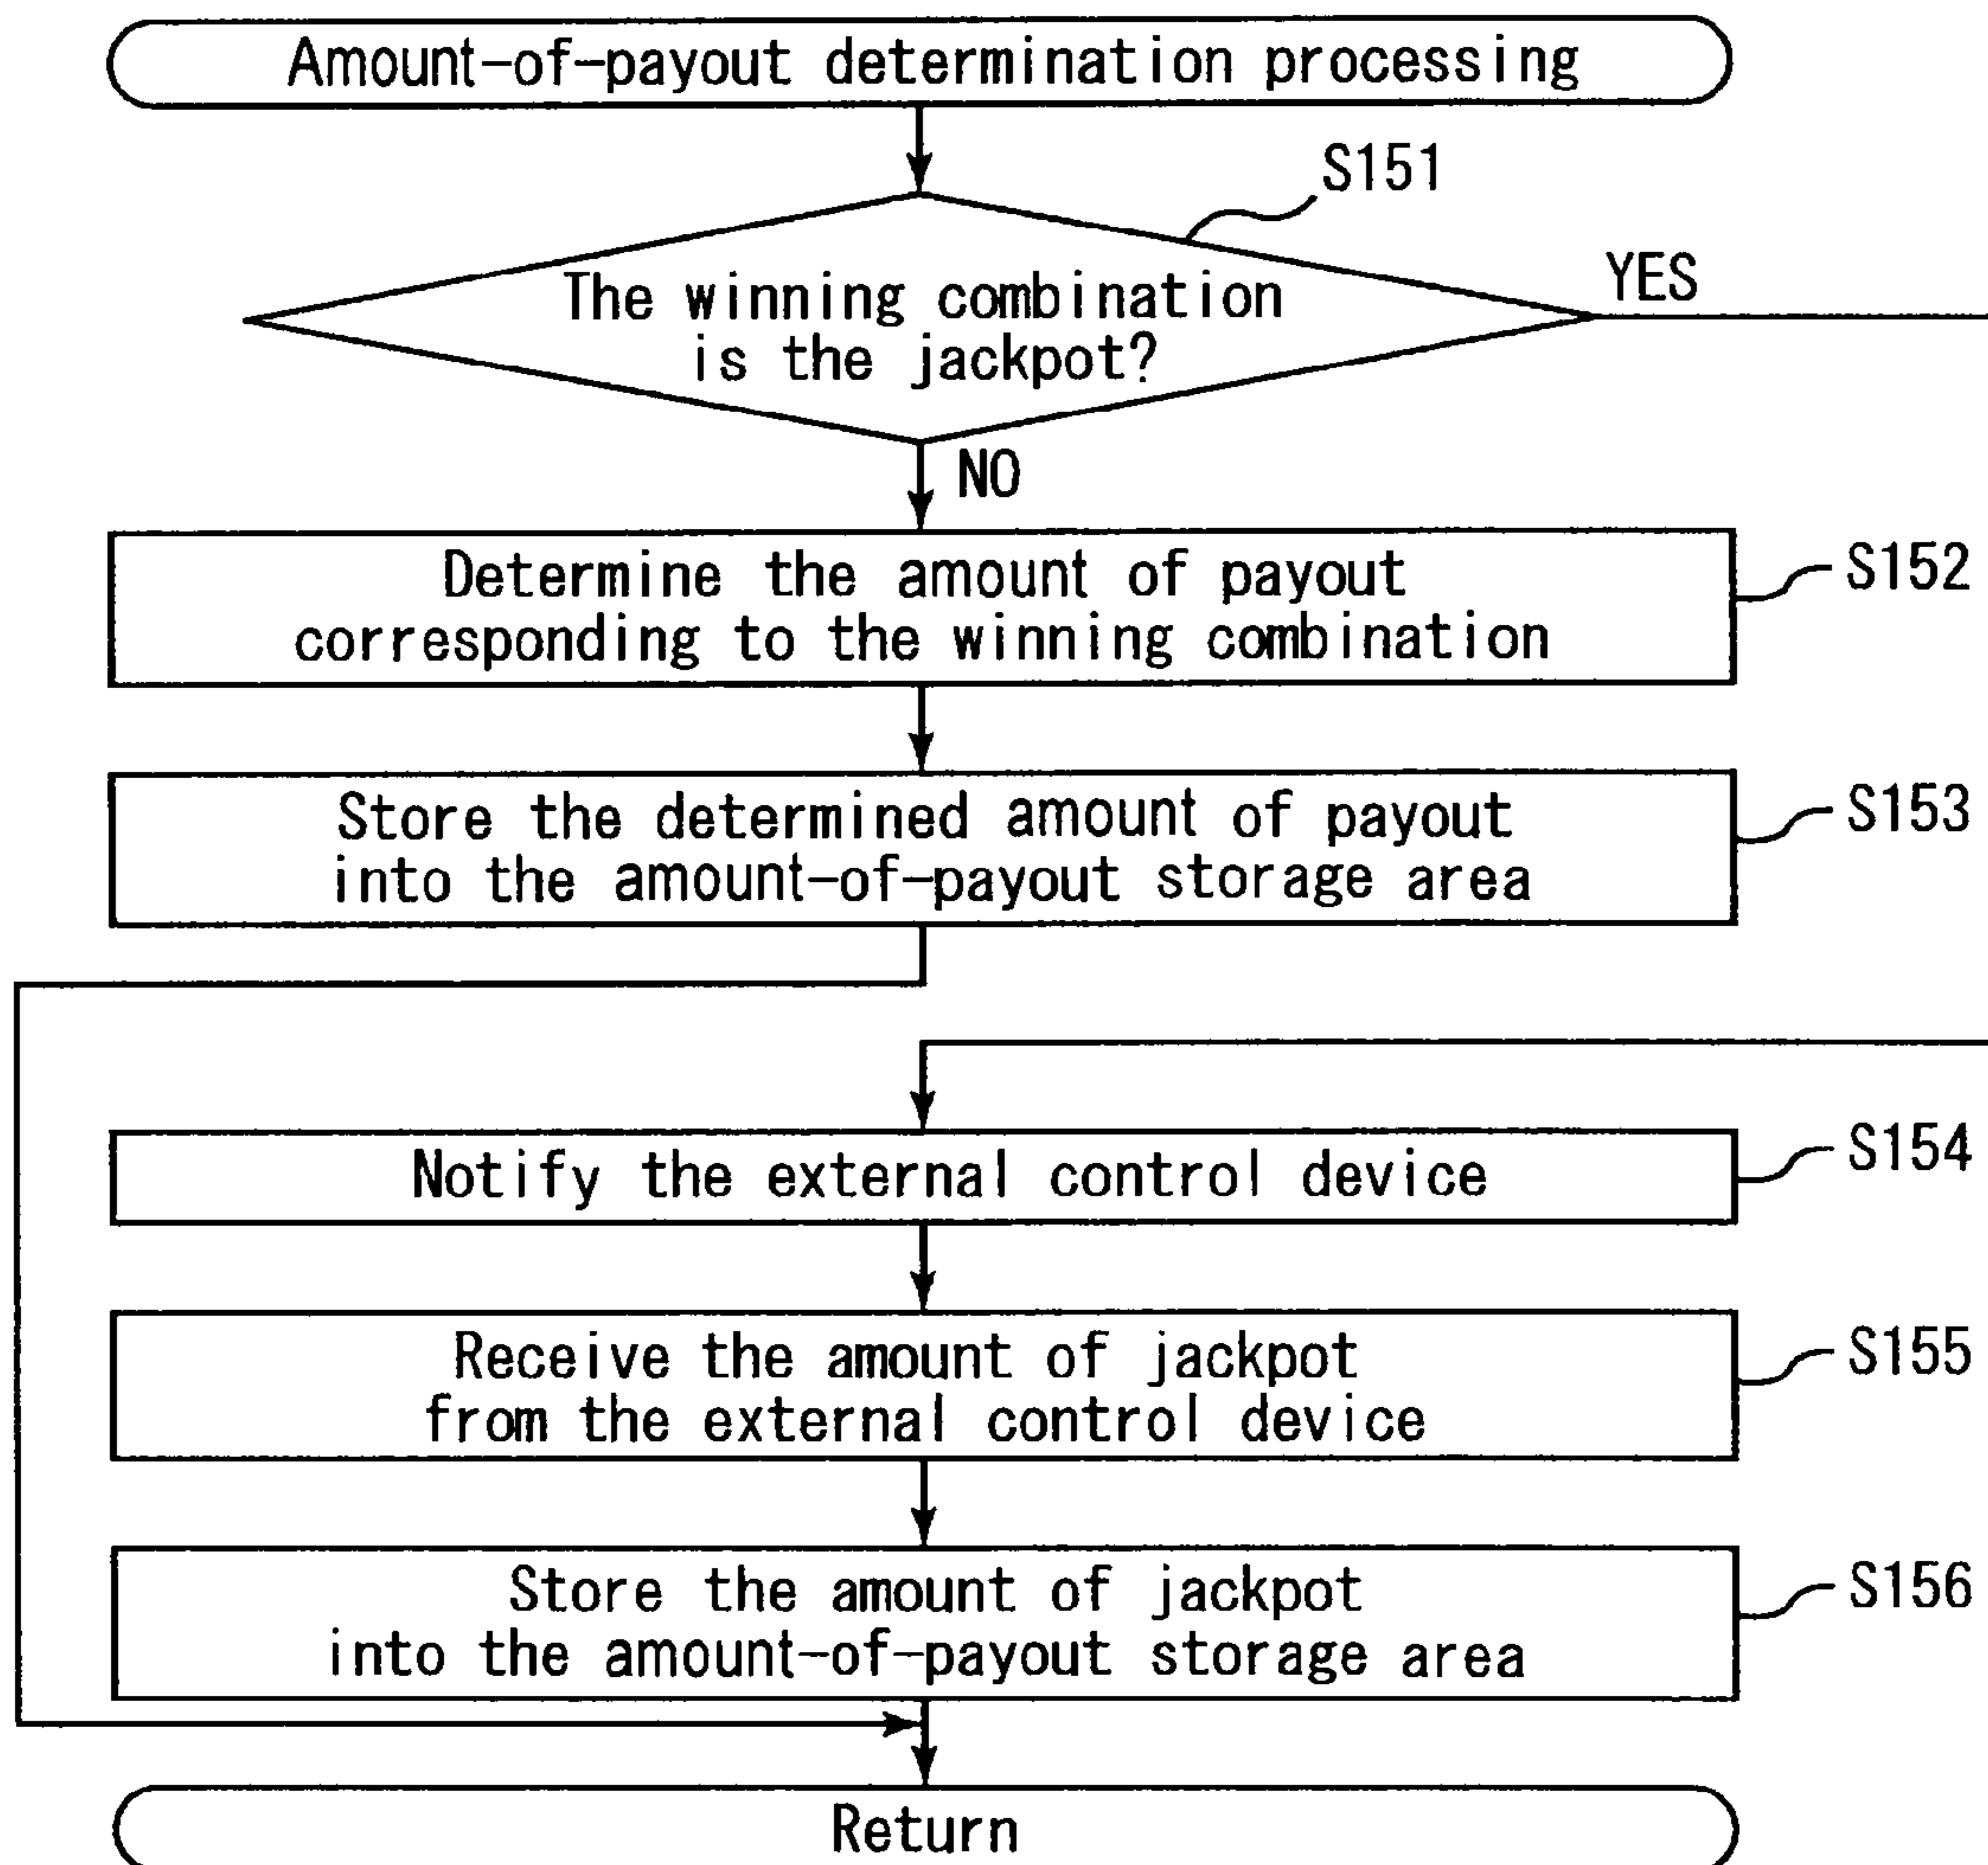 Amount-of-payout determination processing
S151
The winning combination
is the jackpot?
YES
NO
Determine the amount of payout
corresponding to the winning combination
S152
Store the determined amount of payout
into the amount-of-payout storage area
S153
Notify the external control device
S154
Receive the amount of jackpot
from the external control device
S155
Store the amount of jackpot
into the amount-of-payout storage area
S156
Return